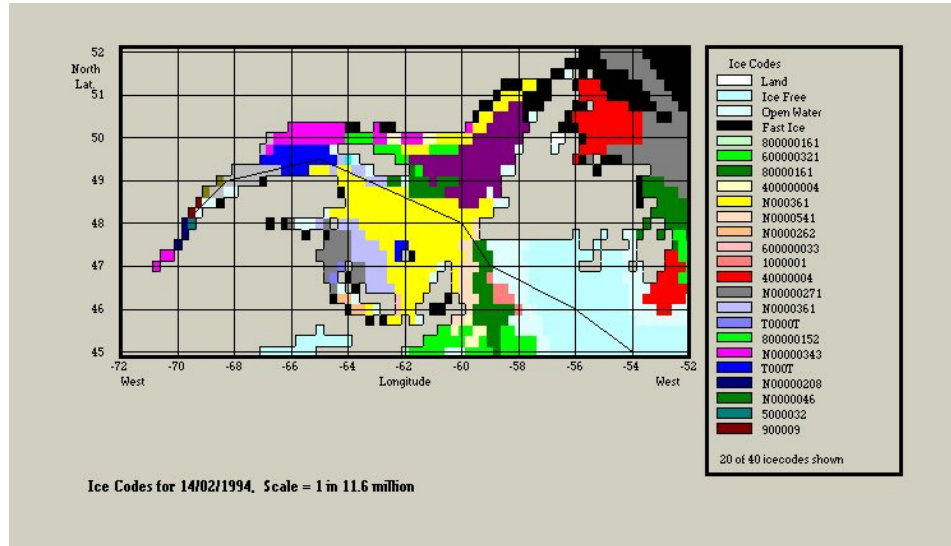 52
North
Lat.
51
50
49
48
47
46
45
-72 -70 -68 -66 -64 -62 -60 -58 -56 -54 -52
West Longitude West
Ice Codes
Land
Ice Free
Open Water
Fast Ice
80000161
600000321
80000161
400000004
N000361
N0000541
N0000262
600000033
1000001
40000004
N00000271
N0000361
T0000T
800000152
N00000343
T000T
N00000208
N0000046
5000032
900009
20 of 40 icecodes shown
Ice Codes for 14/02/1994, Scale = 1 in 11.6 million